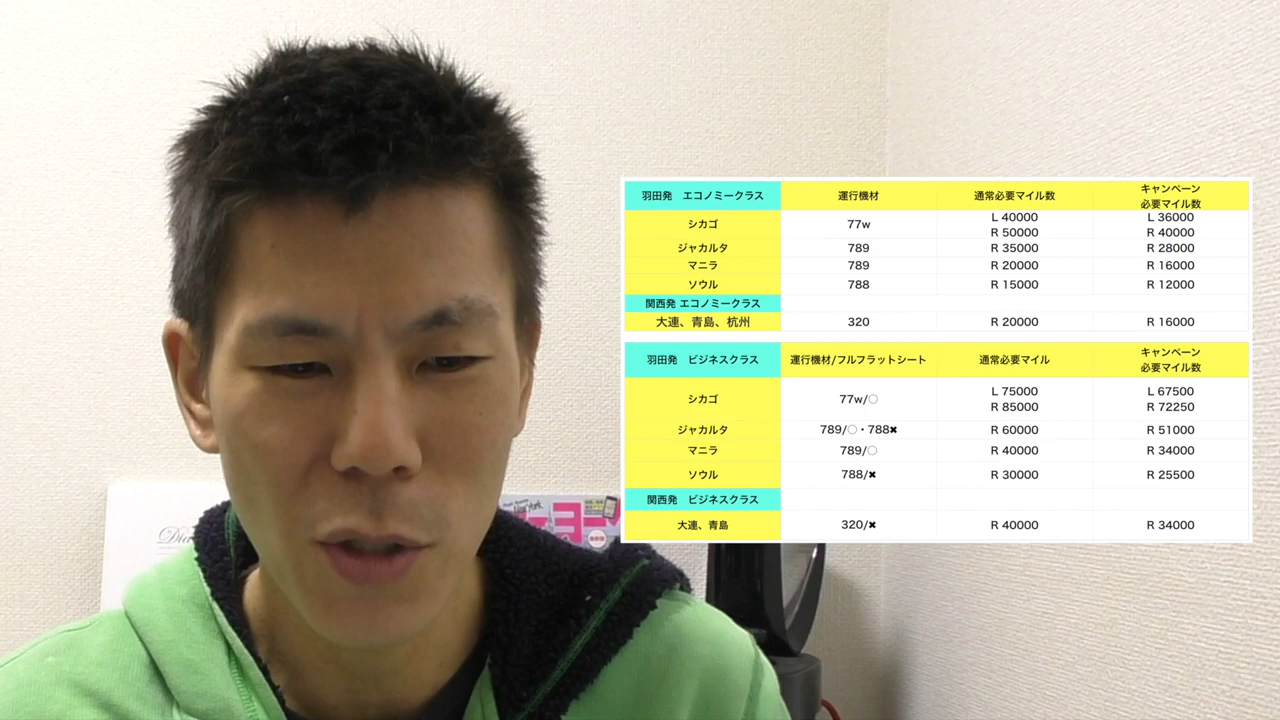 羽田発 エコノミークラス 運行機材 通常必要マイル数 キャンペーン
必要マイル数
シカゴ 77w L 40000 L 36000
R 50000 R 40000
ジャカルタ 789 R 35000 R 28000
マニラ 789 R 20000 R 16000
ソウル 788 R 15000 R 12000
関西発 エコノミークラス
大連、青島、杭州 320 R 20000 R 16000
羽田発 ビジネスクラス 運行機材/フルフラットシート 通常必要マイル キャンペーン
必要マイル数
シカゴ 77w/〇 L 75000 L 67500
R 85000 R 72250
ジャカルタ 789/〇・788✖ R 60000 R 51000
マニラ 789/〇 R 40000 R 34000
ソウル 788/✖ R 30000 R 25500
関西発 ビジネスクラス
大連、青島 320/✖ R 40000 R 34000